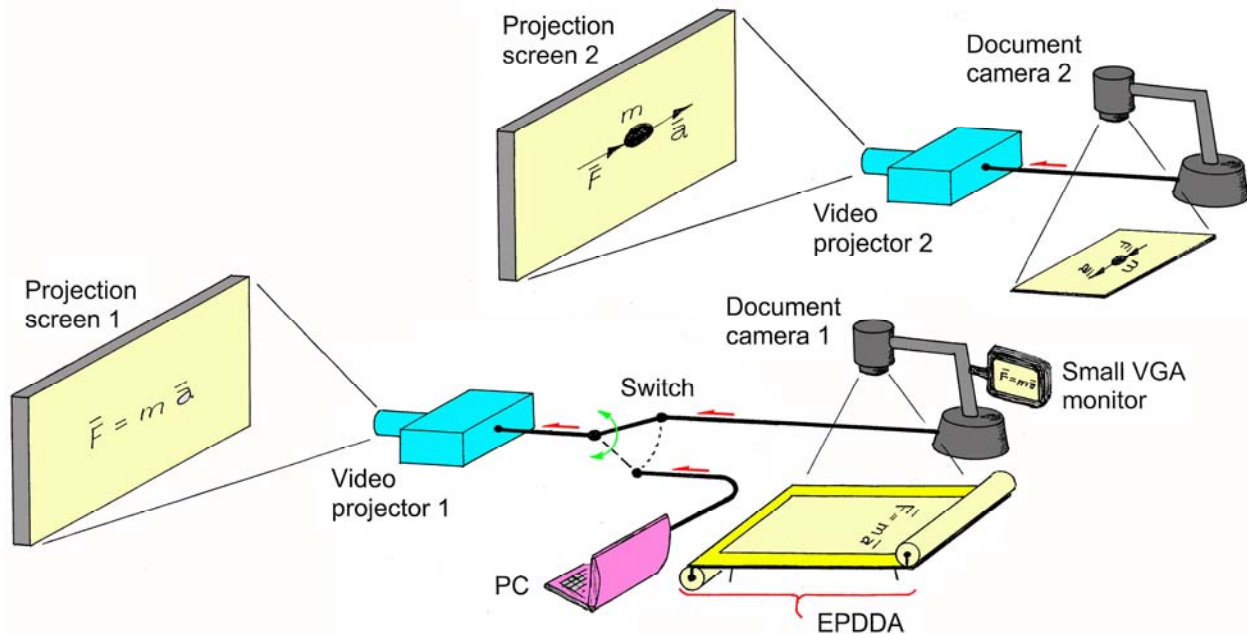 Projection
screen 2
m
F̄
ā
Document
camera 2
Video
projector 2
F̄
m
ā
Projection
screen 1
F̄ = m ā
Video
projector 1
Switch
PC
Document
camera 1
F̄ = m ā
Small VGA
monitor
F̄ = m ā
EPDDA